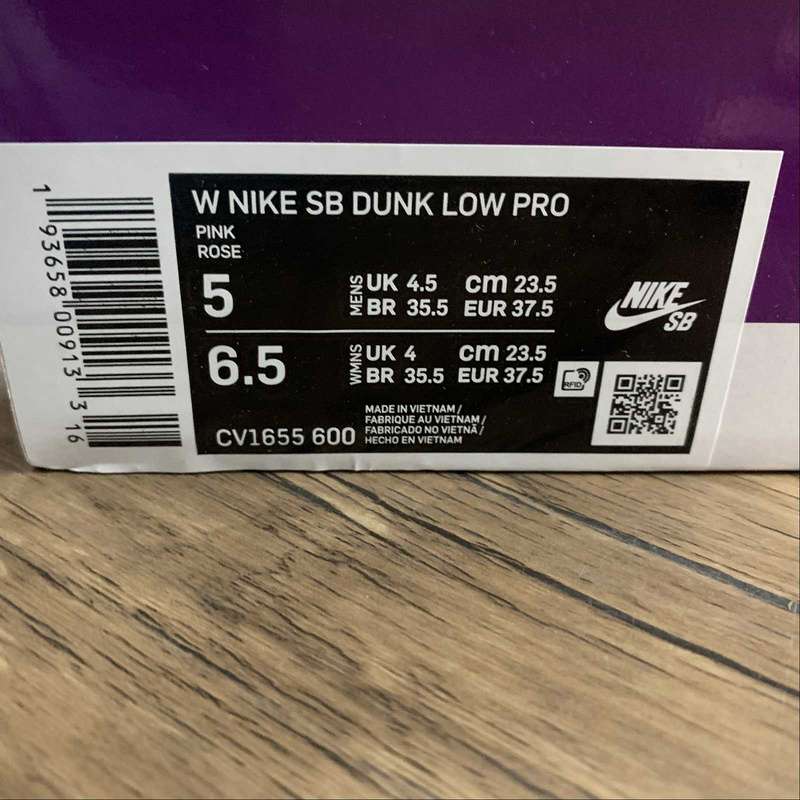 1 93658 00913 3 16
W NIKE SB DUNK LOW PRO
PINK
ROSE
5 MENS UK 4.5 cm 23.5
BR 35.5 EUR 37.5
6.5 WMNS UK 4 cm 23.5
BR 35.5 EUR 37.5
NIKE
SB
RFID
CV1655 600
MADE IN VIETNAM /
FABRIQUE AU VIETNAM /
FABRICADO NO VIETNÃ /
HECHO EN VIETNAM